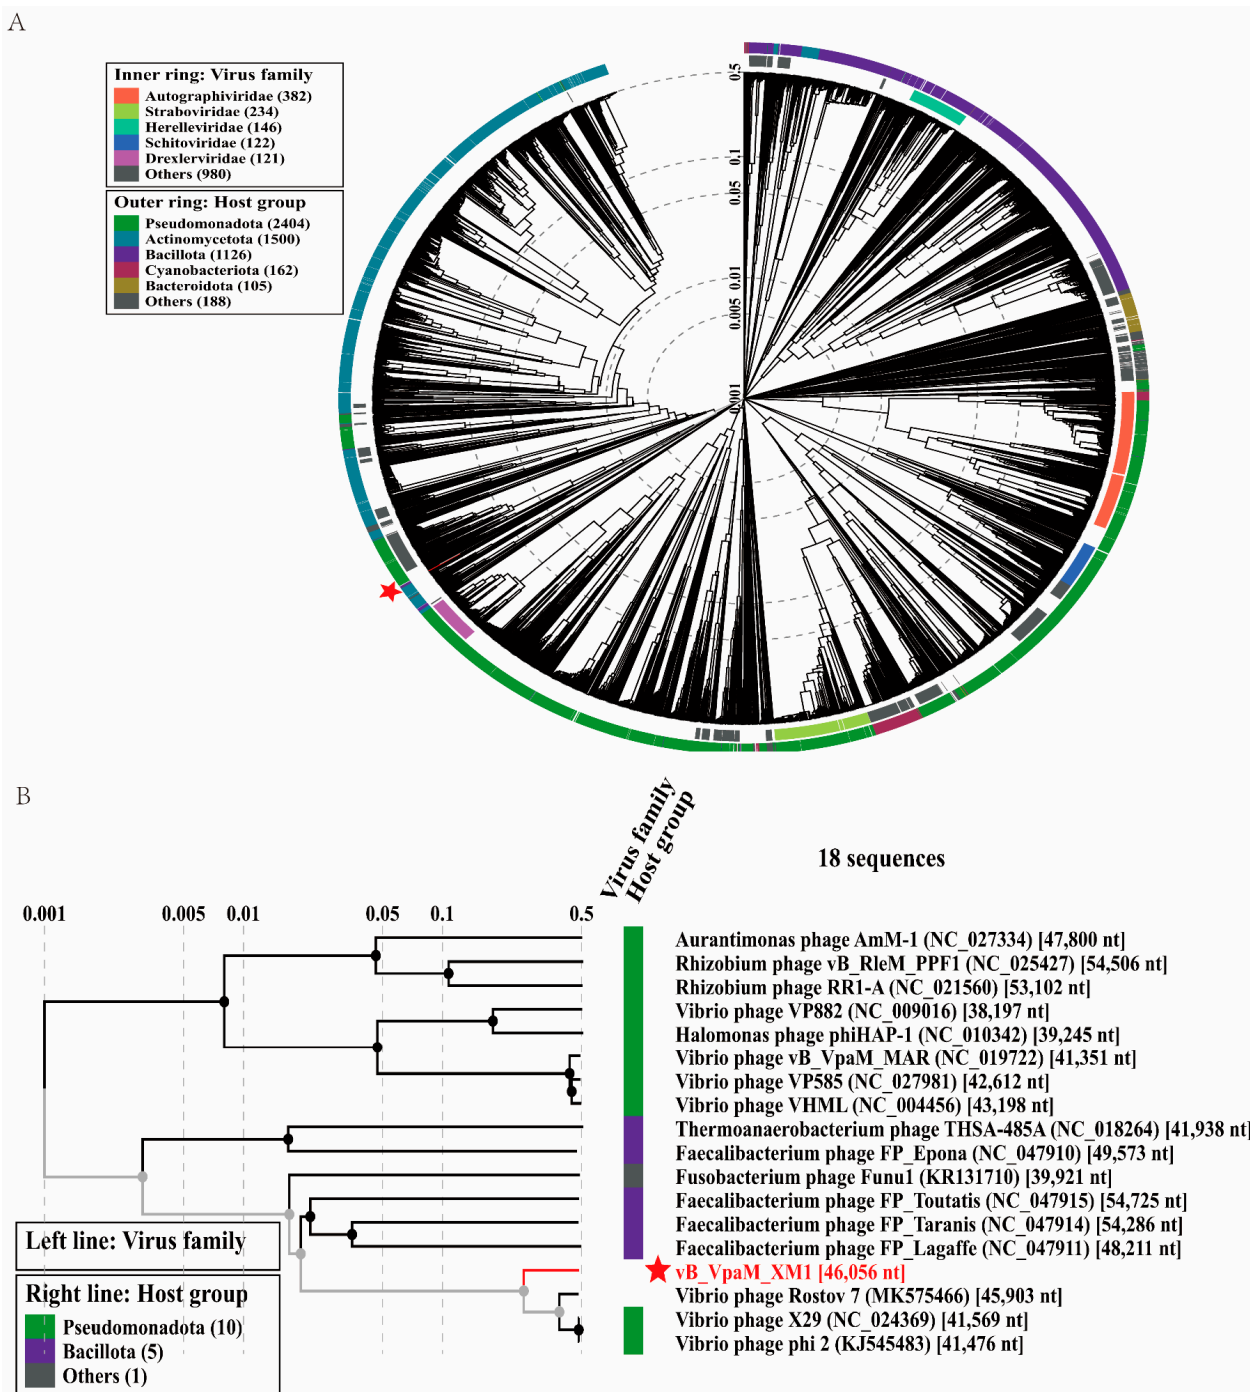 A
Inner ring: Virus family
Autographiviridae (382)
Straboviridae (234)
Herelleviridae (146)
Schitoviridae (122)
Drexlerviridae (121)
Others (980)
Outer ring: Host group
Pseudomonadota (2404)
Actinomycetota (1500)
Bacillota (1126)
Cyanobacteriota (162)
Bacteroidota (105)
Others (188)
0.5
0.1
0.05
0.01
0.005
0.001
B
Virus family
Host group
18 sequences
0.001 0.005 0.01 0.05 0.1 0.5
Aurantimonas phage AmM-1 (NC_027334) [47,800 nt]
Rhizobium phage vB_RleM_PPF1 (NC_025427) [54,506 nt]
Rhizobium phage RR1-A (NC_021560) [53,102 nt]
Vibrio phage VP882 (NC_009016) [38,197 nt]
Halomonas phage phiHAP-1 (NC_010342) [39,245 nt]
Vibrio phage vB_VpaM_MAR (NC_019722) [41,351 nt]
Vibrio phage VP585 (NC_027981) [42,612 nt]
Vibrio phage VHML (NC_004456) [43,198 nt]
Thermoanaerobacterium phage THSA-485A (NC_018264) [41,938 nt]
Faecalibacterium phage FP_Epona (NC_047910) [49,573 nt]
Fusobacterium phage Funu1 (KR131710) [39,921 nt]
Faecalibacterium phage FP_Toutatis (NC_047915) [54,725 nt]
Faecalibacterium phage FP_Taranis (NC_047914) [54,286 nt]
Faecalibacterium phage FP_Lagaffe (NC_047911) [48,211 nt]
vB_VpaM_XM1 [46,056 nt]
Vibrio phage Rostov 7 (MK575466) [45,903 nt]
Vibrio phage X29 (NC_024369) [41,569 nt]
Vibrio phage phi 2 (KJ545483) [41,476 nt]
Left line: Virus family
Right line: Host group
Pseudomonadota (10)
Bacillota (5)
Others (1)